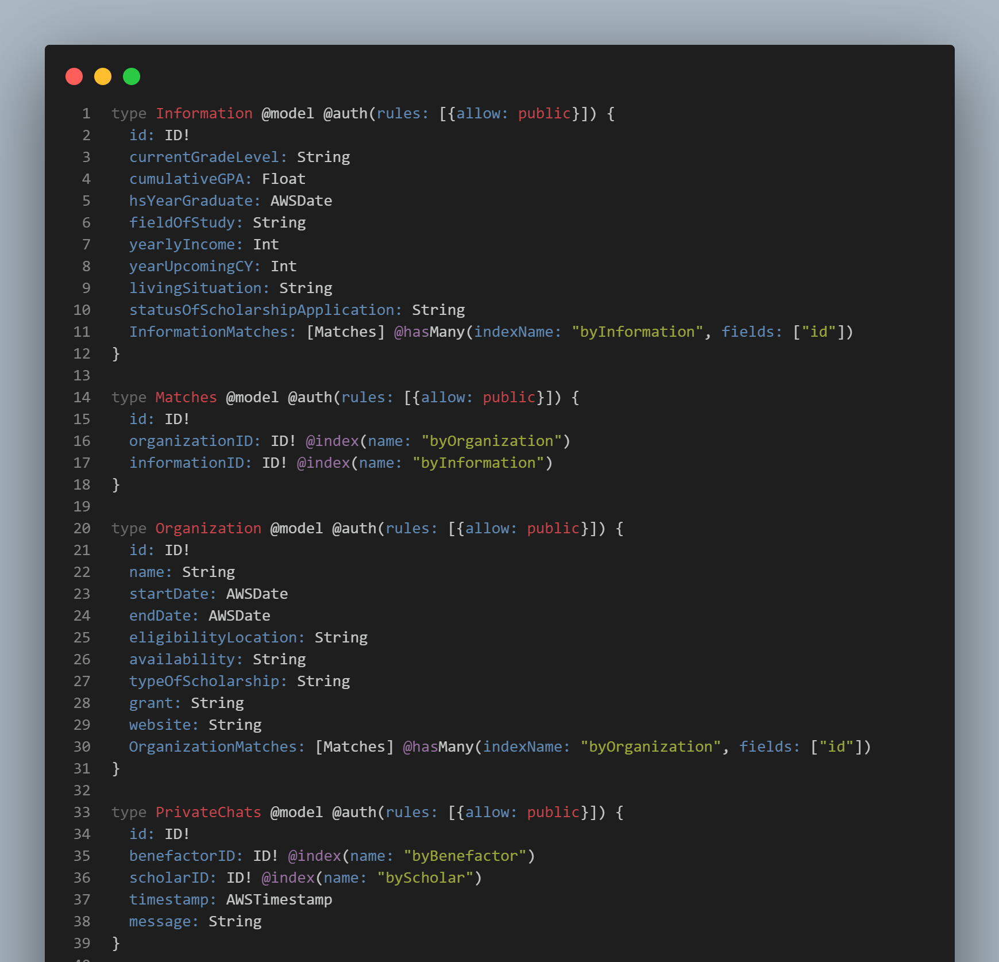 1 type Information @model @auth(rules: [{allow: public}]) {
2 id: ID!
3 currentGradeLevel: String
4 cumulativeGPA: Float
5 hsYearGraduate: AWSDate
6 fieldOfStudy: String
7 yearlyIncome: Int
8 yearUpcomingCY: Int
9 livingSituation: String
10 statusOfScholarshipApplication: String
11 InformationMatches: [Matches] @hasMany(indexName: "byInformation", fields: ["id"])
12 }
13
14 type Matches @model @auth(rules: [{allow: public}]) {
15 id: ID!
16 organizationID: ID! @index(name: "byOrganization")
17 informationID: ID! @index(name: "byInformation")
18 }
19
20 type Organization @model @auth(rules: [{allow: public}]) {
21 id: ID!
22 name: String
23 startDate: AWSDate
24 endDate: AWSDate
25 eligibilityLocation: String
26 availability: String
27 typeOfScholarship: String
28 grant: String
29 website: String
30 OrganizationMatches: [Matches] @hasMany(indexName: "byOrganization", fields: ["id"])
31 }
32
33 type PrivateChats @model @auth(rules: [{allow: public}]) {
34 id: ID!
35 benefactorID: ID! @index(name: "byBenefactor")
36 scholarID: ID! @index(name: "byScholar")
37 timestamp: AWSTimestamp
38 message: String
39 }